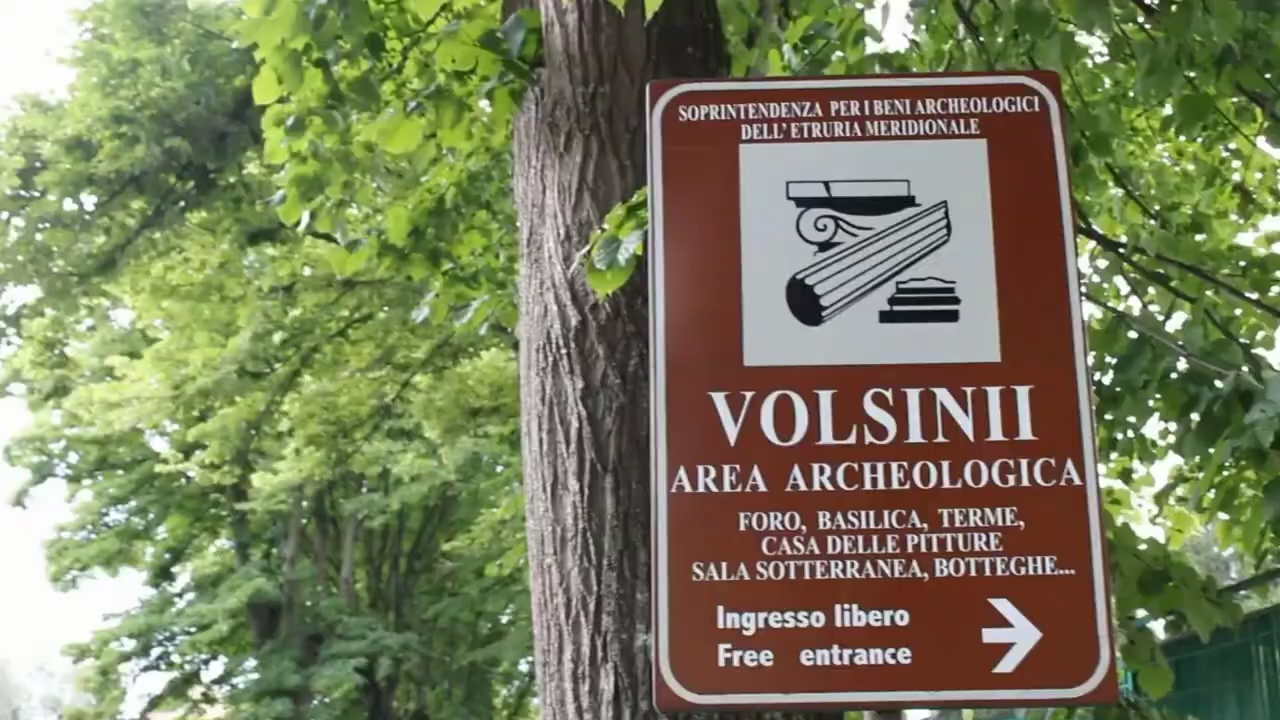 SOPRINTENDENZA PER I BENI ARCHEOLOGICI
DELL' ETRURIA MERIDIONALE
VOLSINII
AREA ARCHEOLOGICA
FORO, BASILICA, TERME,
CASA DELLE PITTURE
SALA SOTTERRANEA, BOTTEGHE...
Ingresso libero
Free entrance